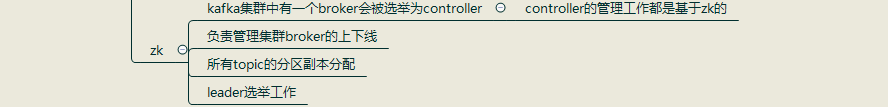 kafka集群中有一个broker会被选举为controller
controller的管理工作都是基于zk的
zk
负责管理集群broker的上下线
所有topic的分区副本分配
leader选举工作